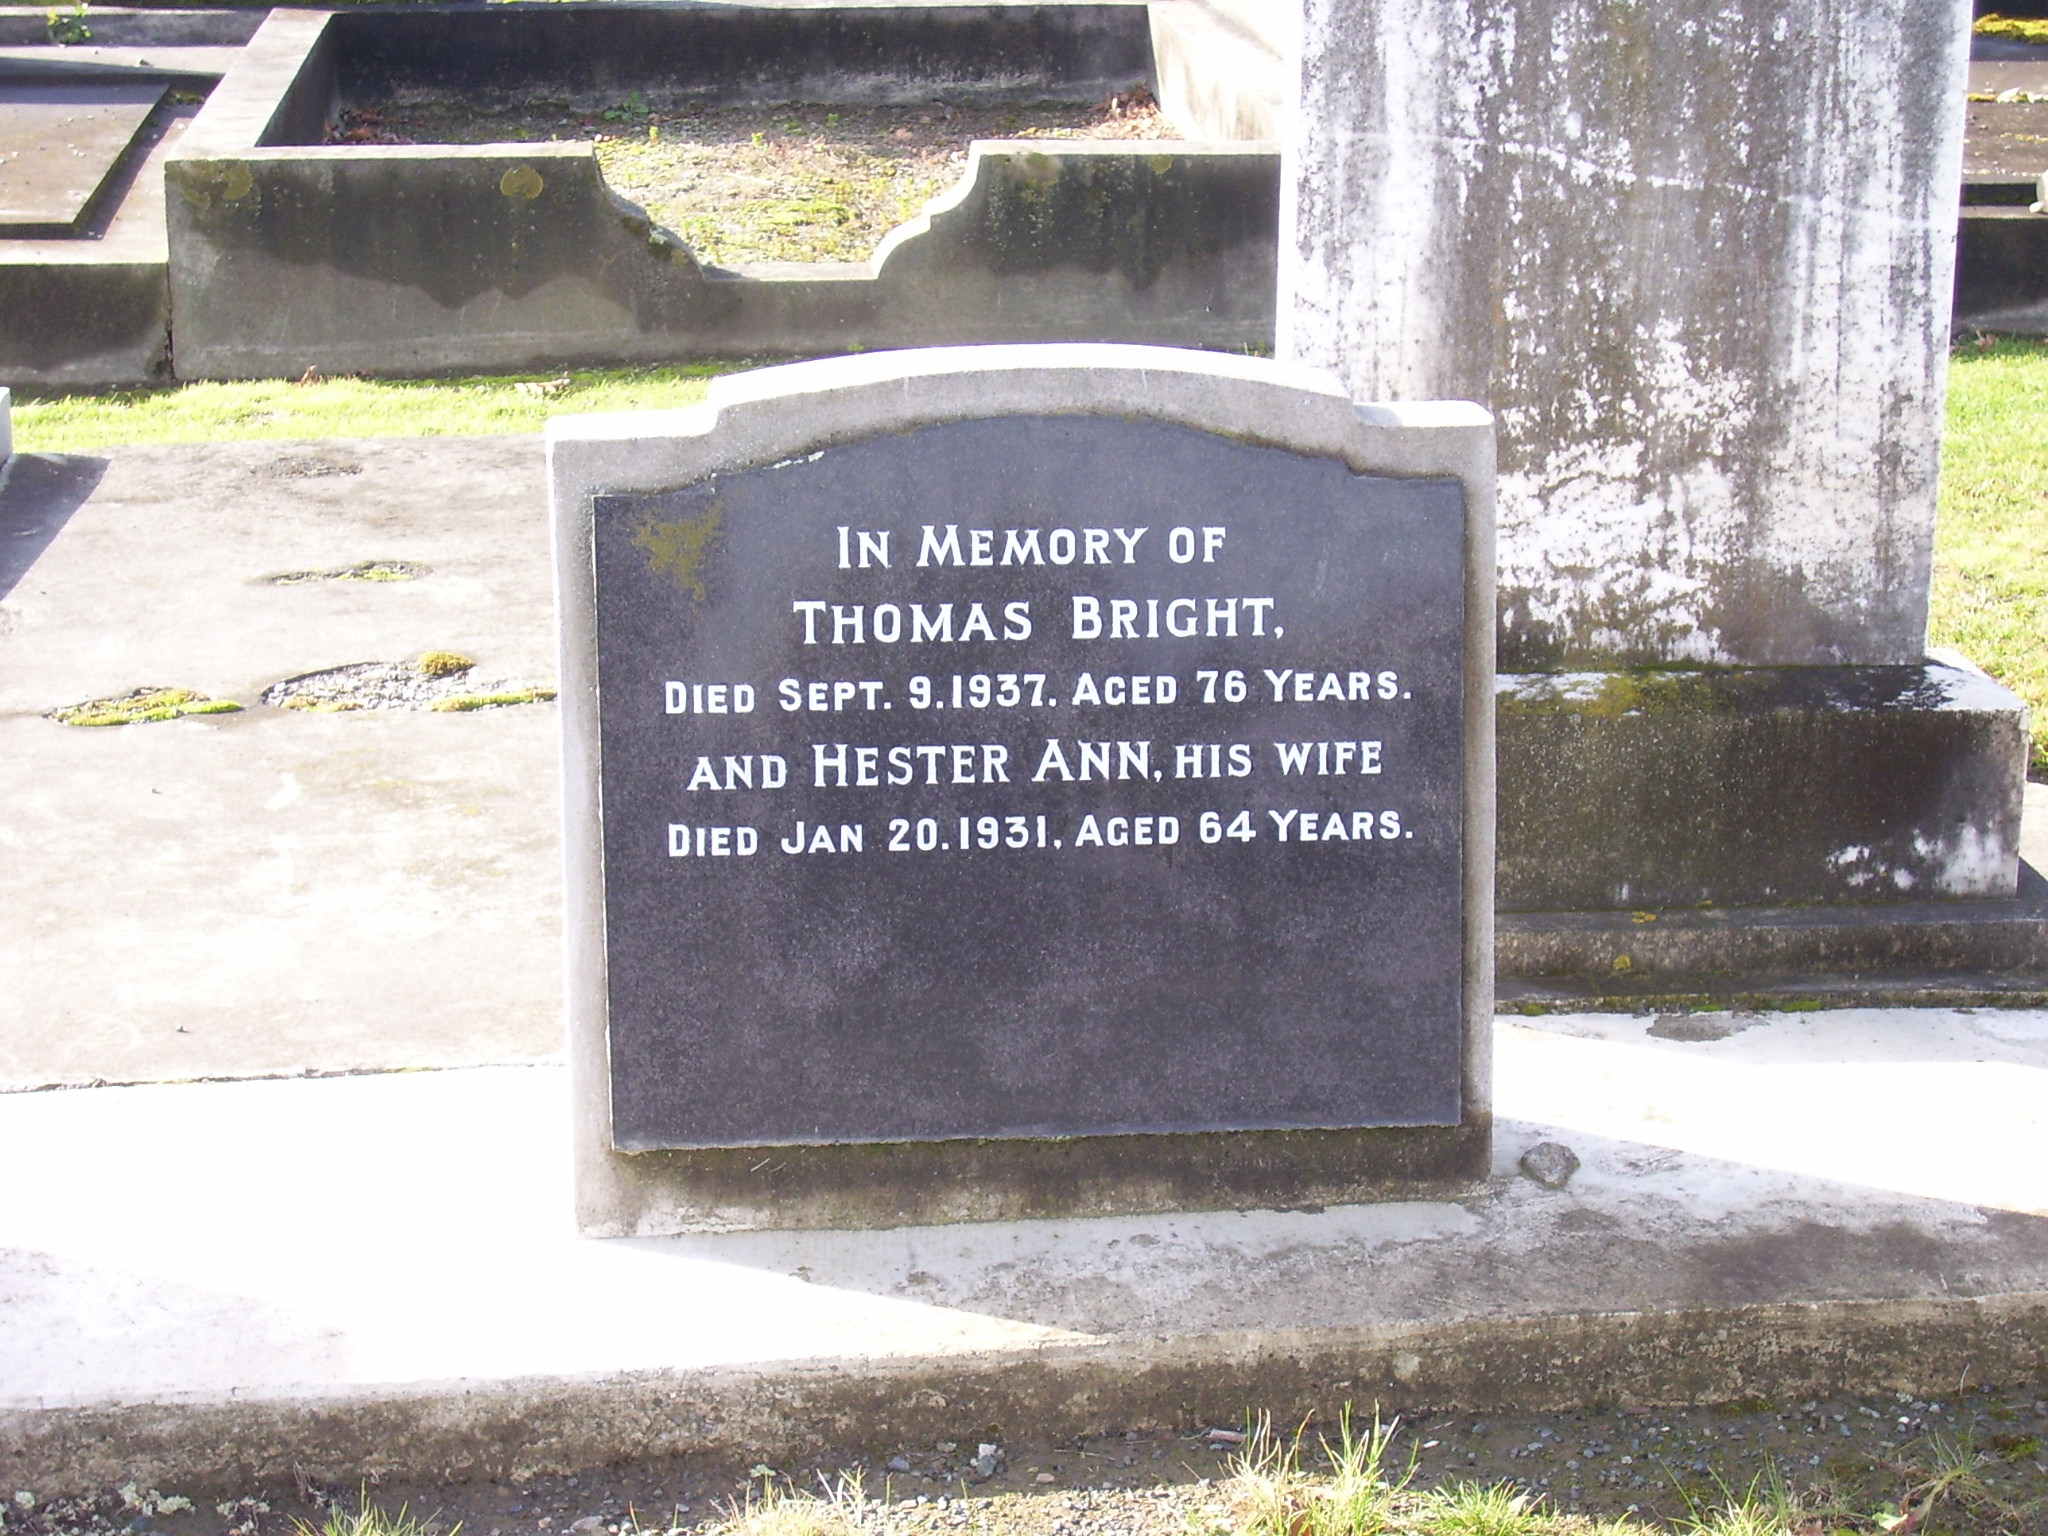 IN MEMORY OF
THOMAS BRIGHT,
DIED SEPT. 9.1937. AGED 76 YEARS.
AND HESTER ANN, HIS WIFE
DIED JAN 20.1931, AGED 64 YEARS.